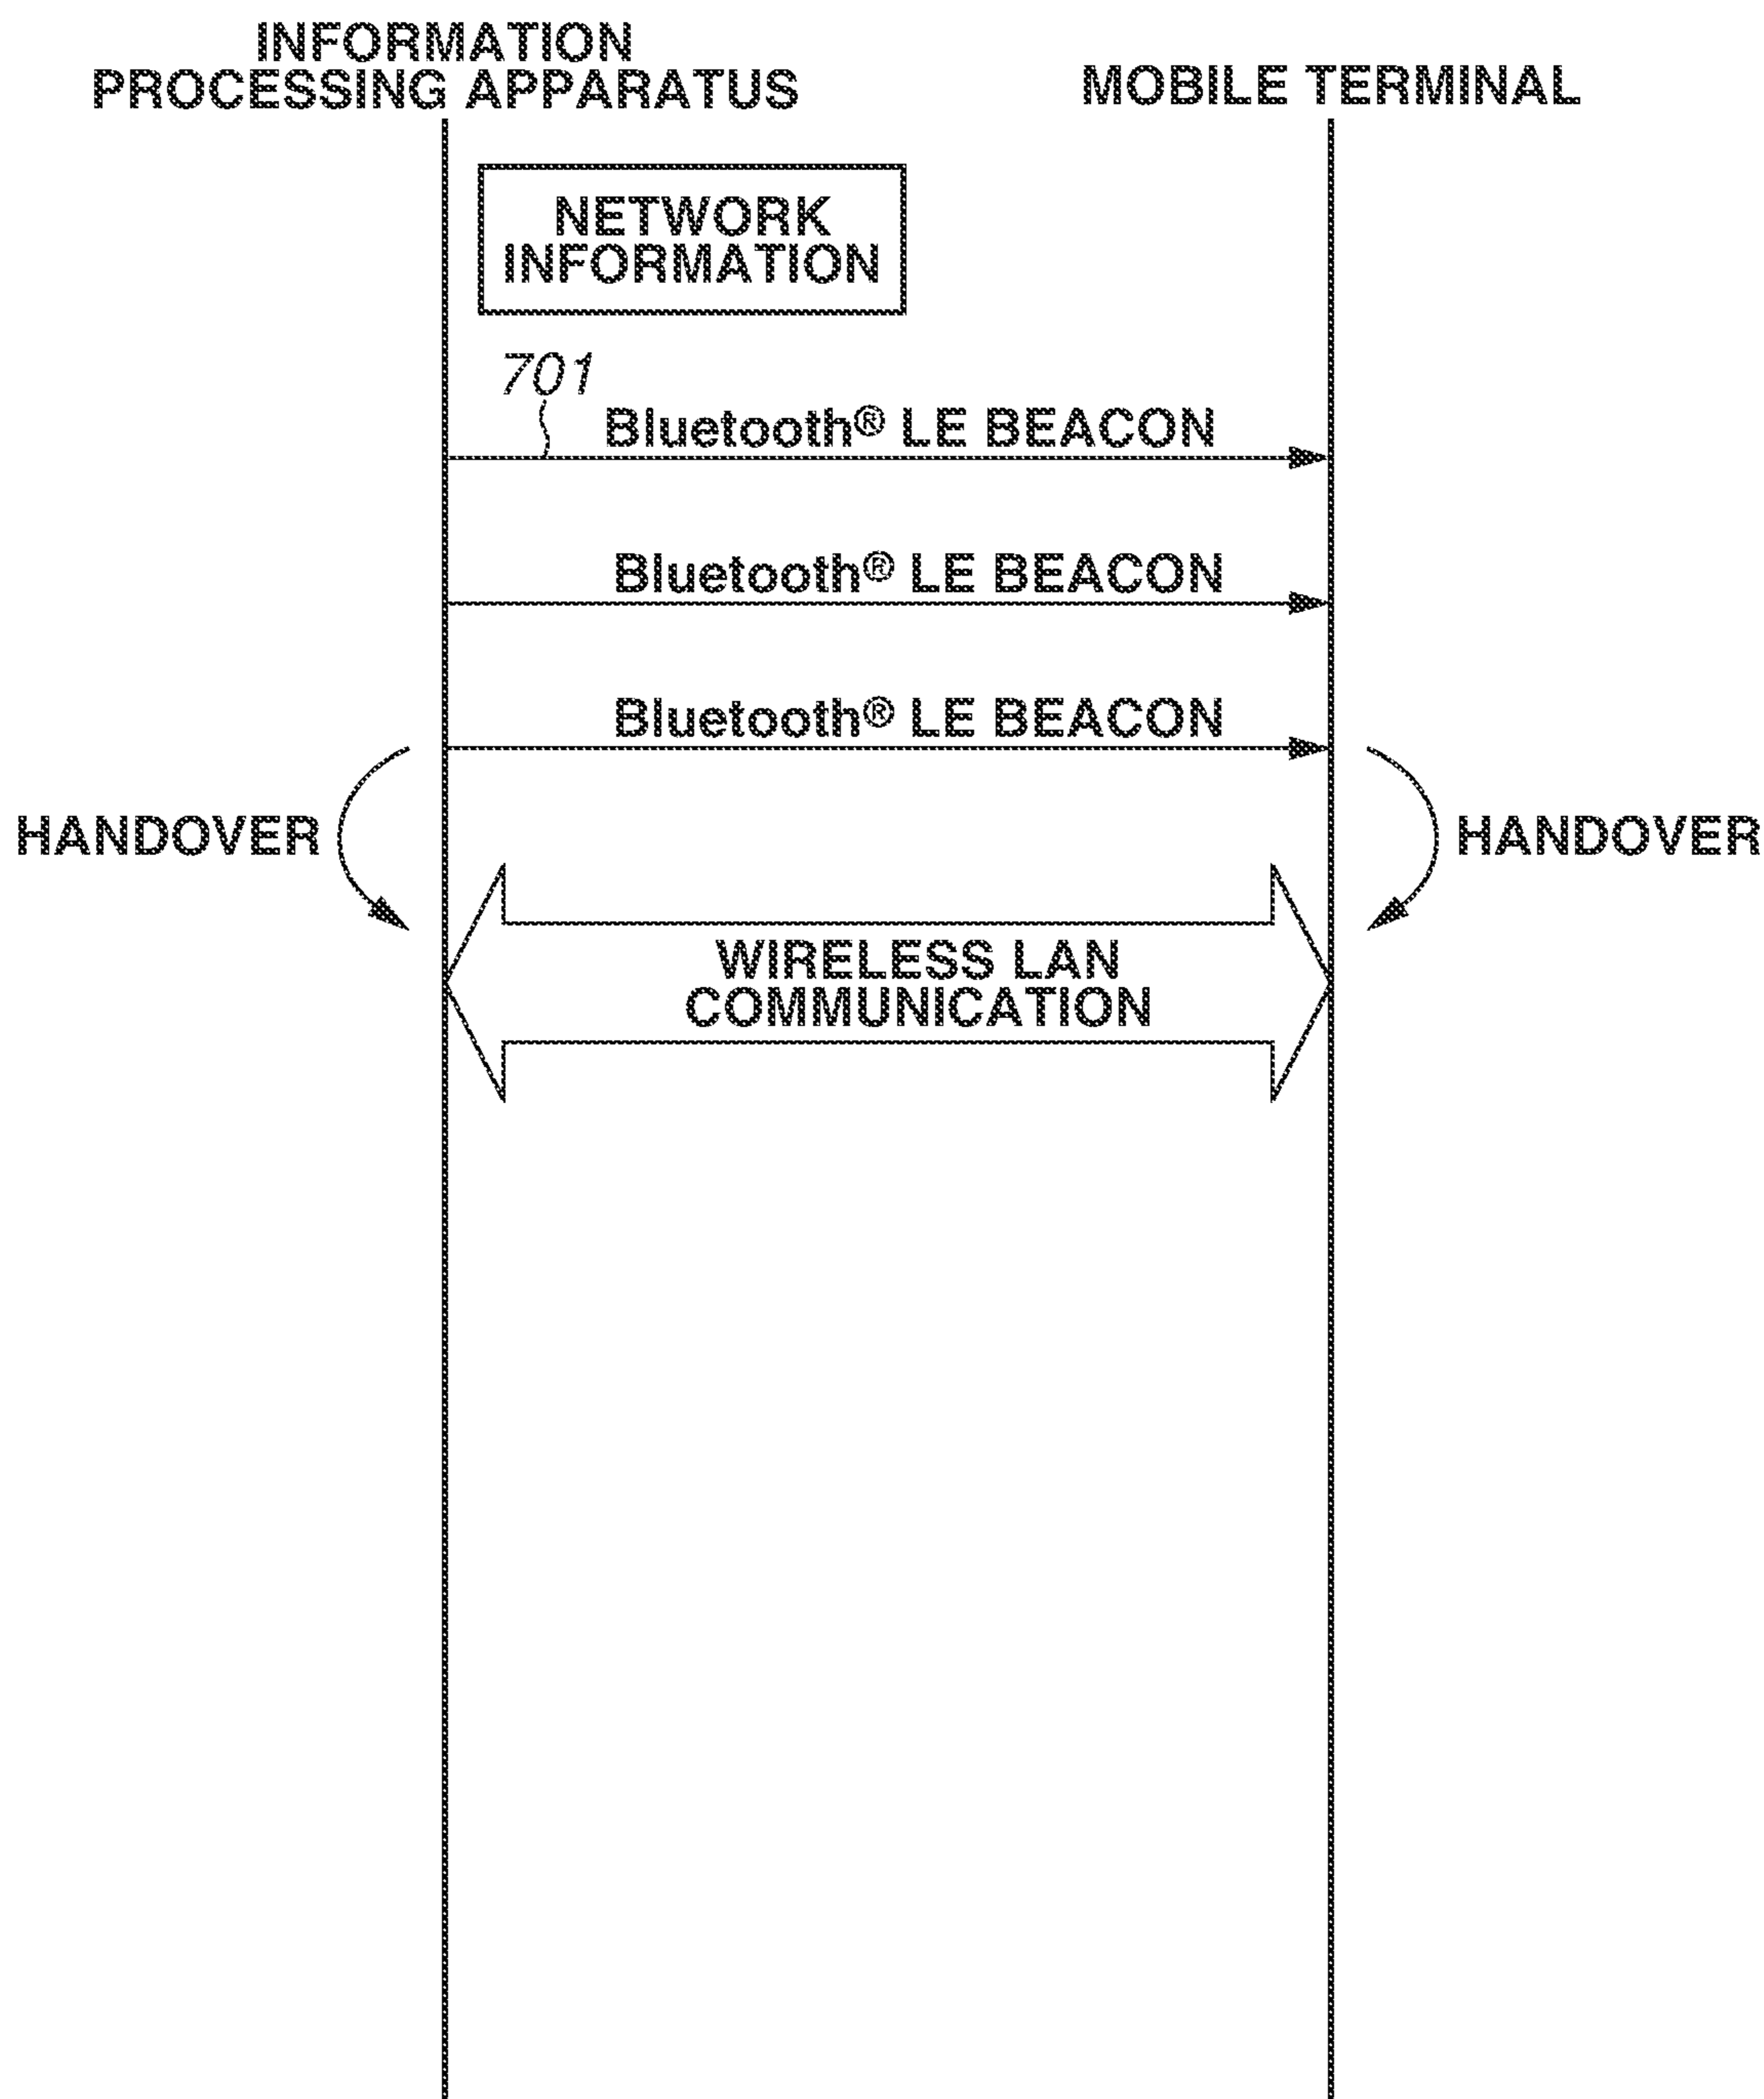 INFORMATION
PROCESSING APPARATUS
MOBILE TERMINAL
NETWORK
INFORMATION
701
Bluetooth® LE BEACON
Bluetooth® LE BEACON
Bluetooth® LE BEACON
HANDOVER
HANDOVER
WIRELESS LAN
COMMUNICATION